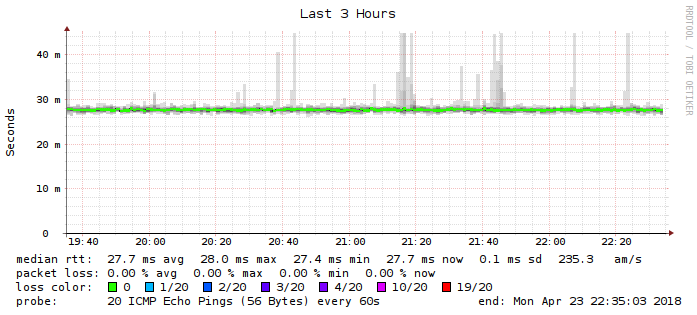 Last 3 Hours
RRDTOOL / TOBI OETIKER
Seconds
40 m
30 m
20 m
10 m
0
19:40 20:00 20:20 20:40 21:00 21:20 21:40 22:00 22:20
median rtt: 27.7 ms avg 28.0 ms max 27.4 ms min 27.7 ms now 0.1 ms sd 235.3 am/s
packet loss: 0.00 % avg 0.00 % max 0.00 % min 0.00 % now
loss color: 0 1/20 2/20 3/20 4/20 10/20 19/20
probe: 20 ICMP Echo Pings (56 Bytes) every 60s end: Mon Apr 23 22:35:03 2018